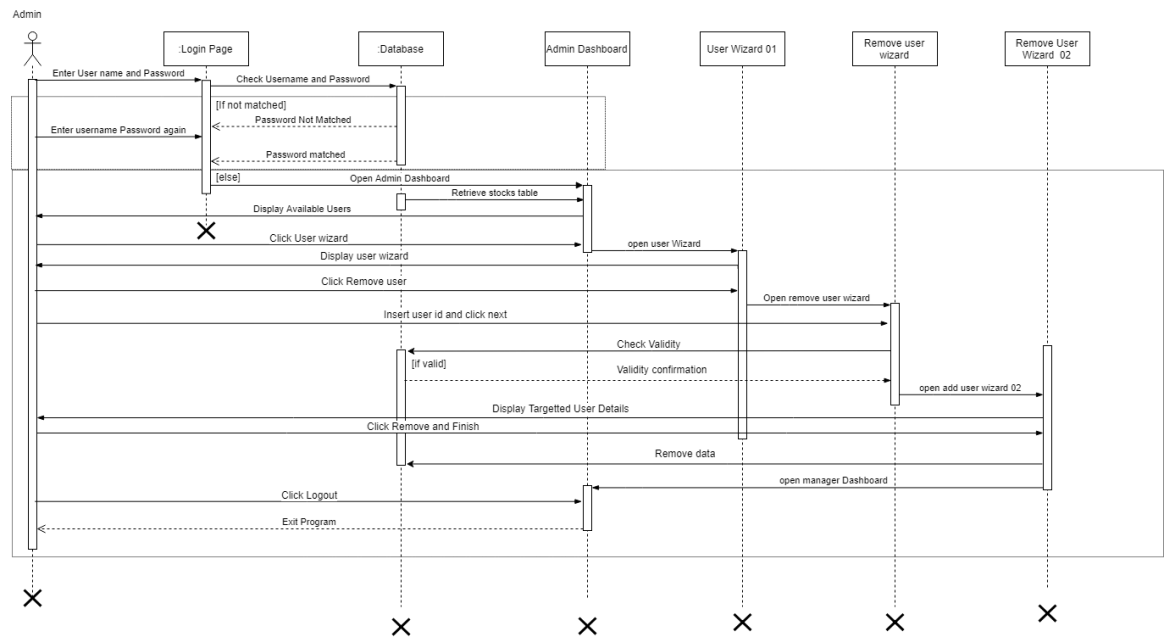 Admin
:Login Page
:Database
Admin Dashboard
User Wizard 01
Remove user
wizard
Remove User
Wizard 02
Enter User name and Password
Check Username and Password
[If not matched]
Password Not Matched
Enter username Password again
Password matched
[else]
Open Admin Dashboard
Retrieve stocks table
Display Available Users
Click User wizard
open user Wizard
Display user wizard
Click Remove user
Open remove user wizard
Insert user id and click next
Check Validity
[if valid]
Validity confirmation
open add user wizard 02
Display Targetted User Details
Click Remove and Finish
Remove data
open manager Dashboard
Click Logout
Exit Program